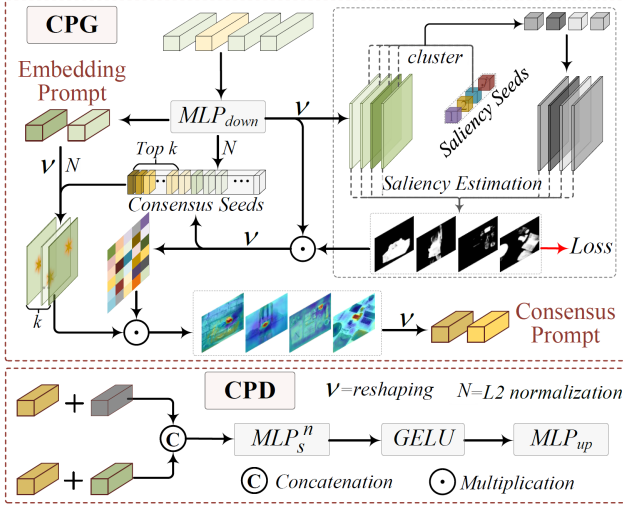 CPG
Embedding
Prompt
MLP_down
ν
cluster
Saliency Seeds
ν
N
N
Top k
...
...
Consensus Seeds
Saliency Estimation
ν
Loss
k
ν
Consensus
Prompt
CPD
ν=reshaping
N=L2 normalization
C
MLP_s^n
GELU
MLP_up
C Concatenation
Multiplication